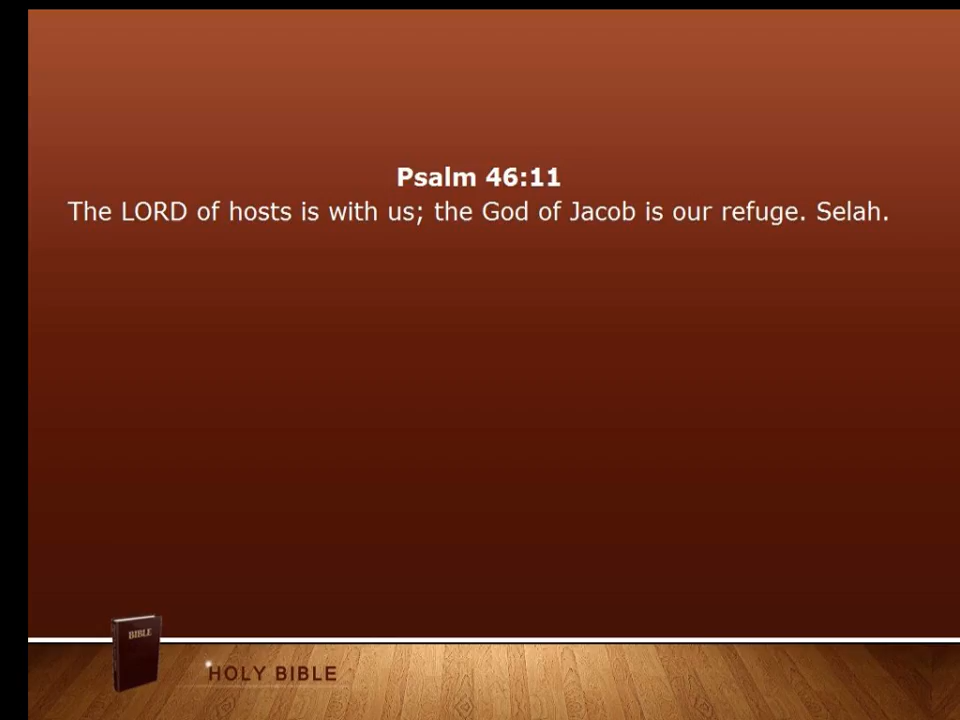 Psalm 46:11
The LORD of hosts is with us; the God of Jacob is our refuge. Selah.
BIBLE
HOLY BIBLE